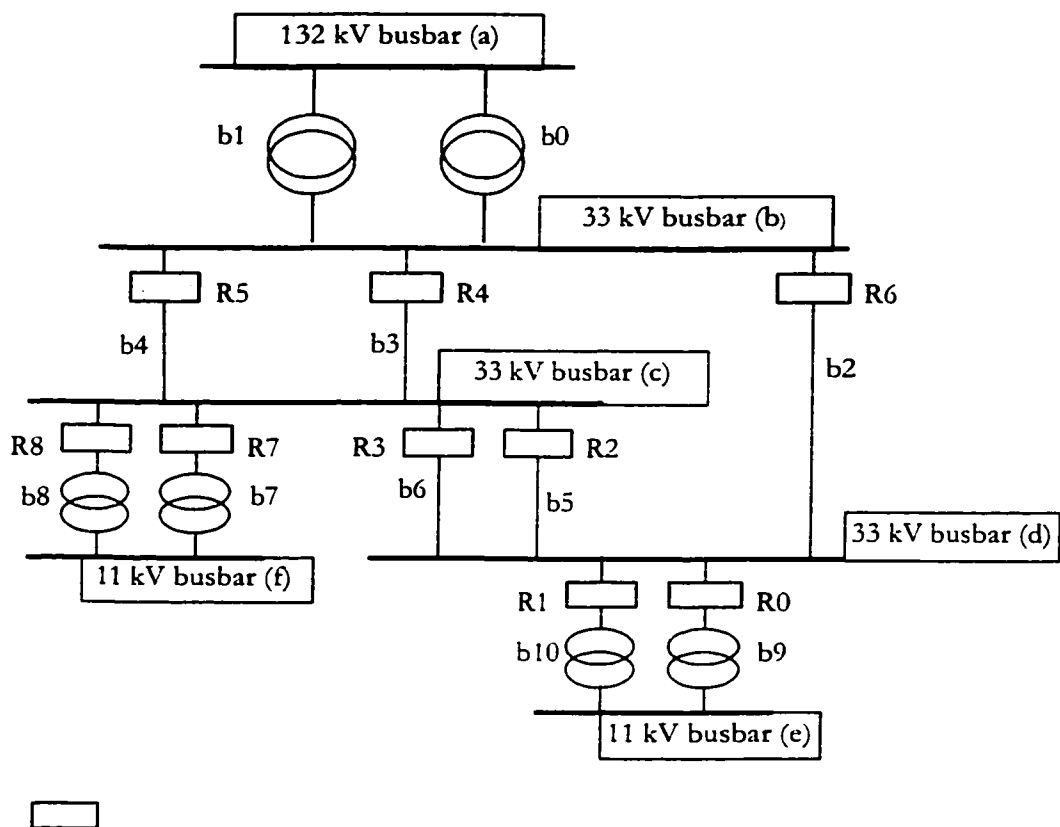 132 kV busbar (a)
b1
b0
33 kV busbar (b)
R5
R4
R6
b4
b3
b2
33 kV busbar (c)
R8
R7
R3
R2
b8
b7
b6
b5
33 kV busbar (d)
11 kV busbar (f)
R1
R0
b10
b9
11 kV busbar (e)